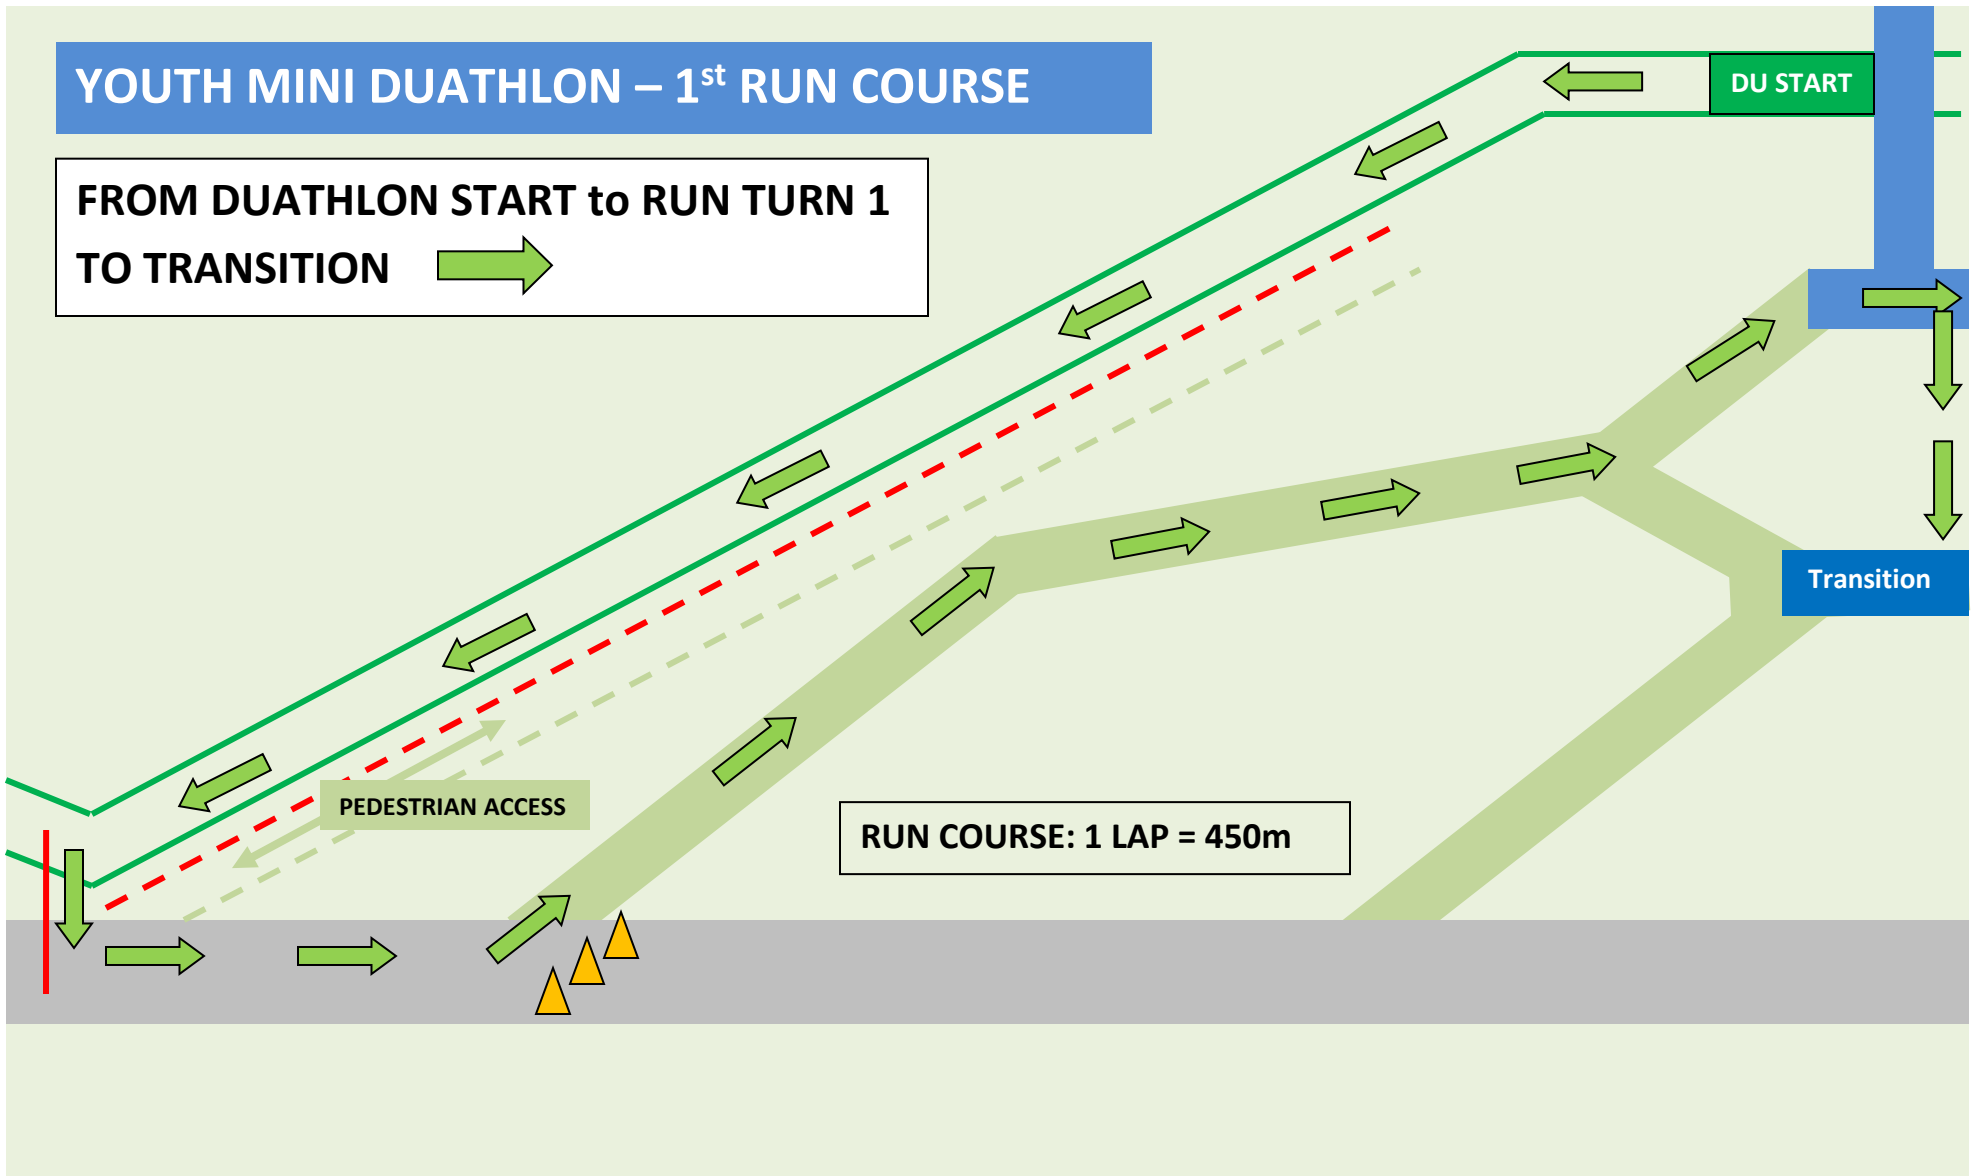 YOUTH MINI DUATHLON – 1st RUN COURSE
DU START
FROM DUATHLON START to RUN TURN 1
TO TRANSITION
Transition
PEDESTRIAN ACCESS
RUN COURSE: 1 LAP = 450m